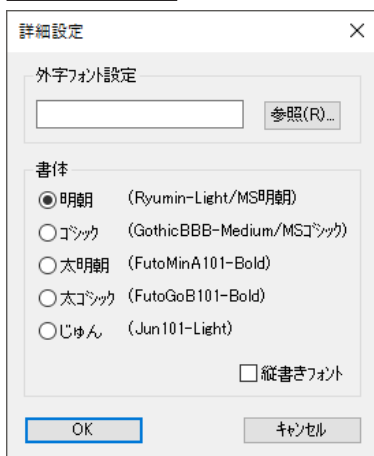 詳細設定
外字ﾌｫﾝﾄ設定
参照(R)...
書体
明朝 (Ryumin-Light/MS明朝)
ｺﾞｼｯｸ (GothicBBB-Medium/MSｺﾞｼｯｸ)
太明朝 (FutoMinA101-Bold)
太ｺﾞｼｯｸ (FutoGoB101-Bold)
じゅん (Jun101-Light)
縦書きﾌｫﾝﾄ
OK ｷｬﾝｾﾙ